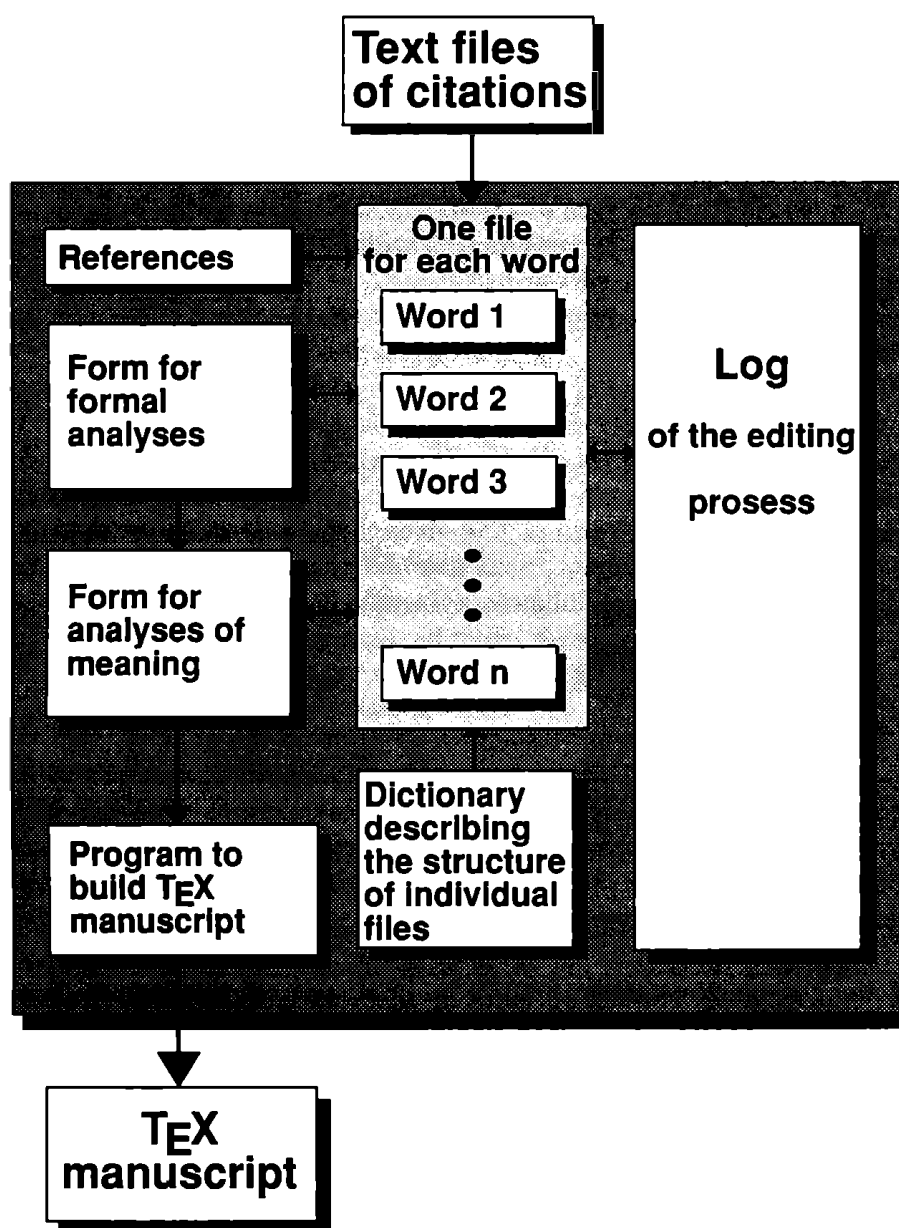 Text files
of citations
References
Form for
formal
analyses
Form for
analyses of
meaning
Program to
build TEX
manuscript
One file
for each word
Word 1
Word 2
Word 3
Word n
Dictionary
describing
the structure
of individual
files
Log
of the editing
prosess
TEX
manuscript